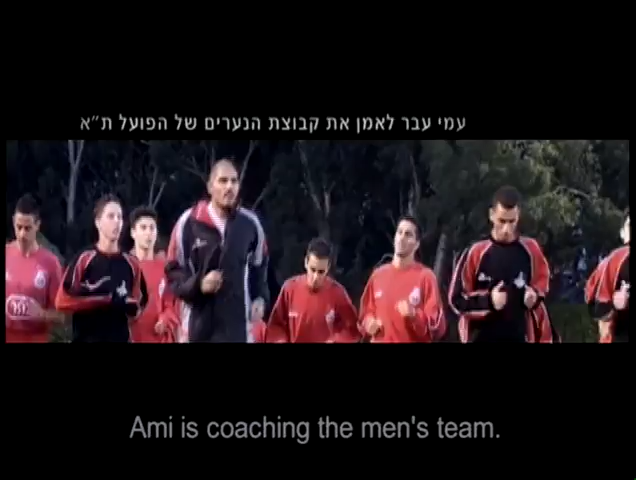 עמי עבר לאמן את קבוצת הנערים של הפועל ת״א
Ami is coaching the men's team.